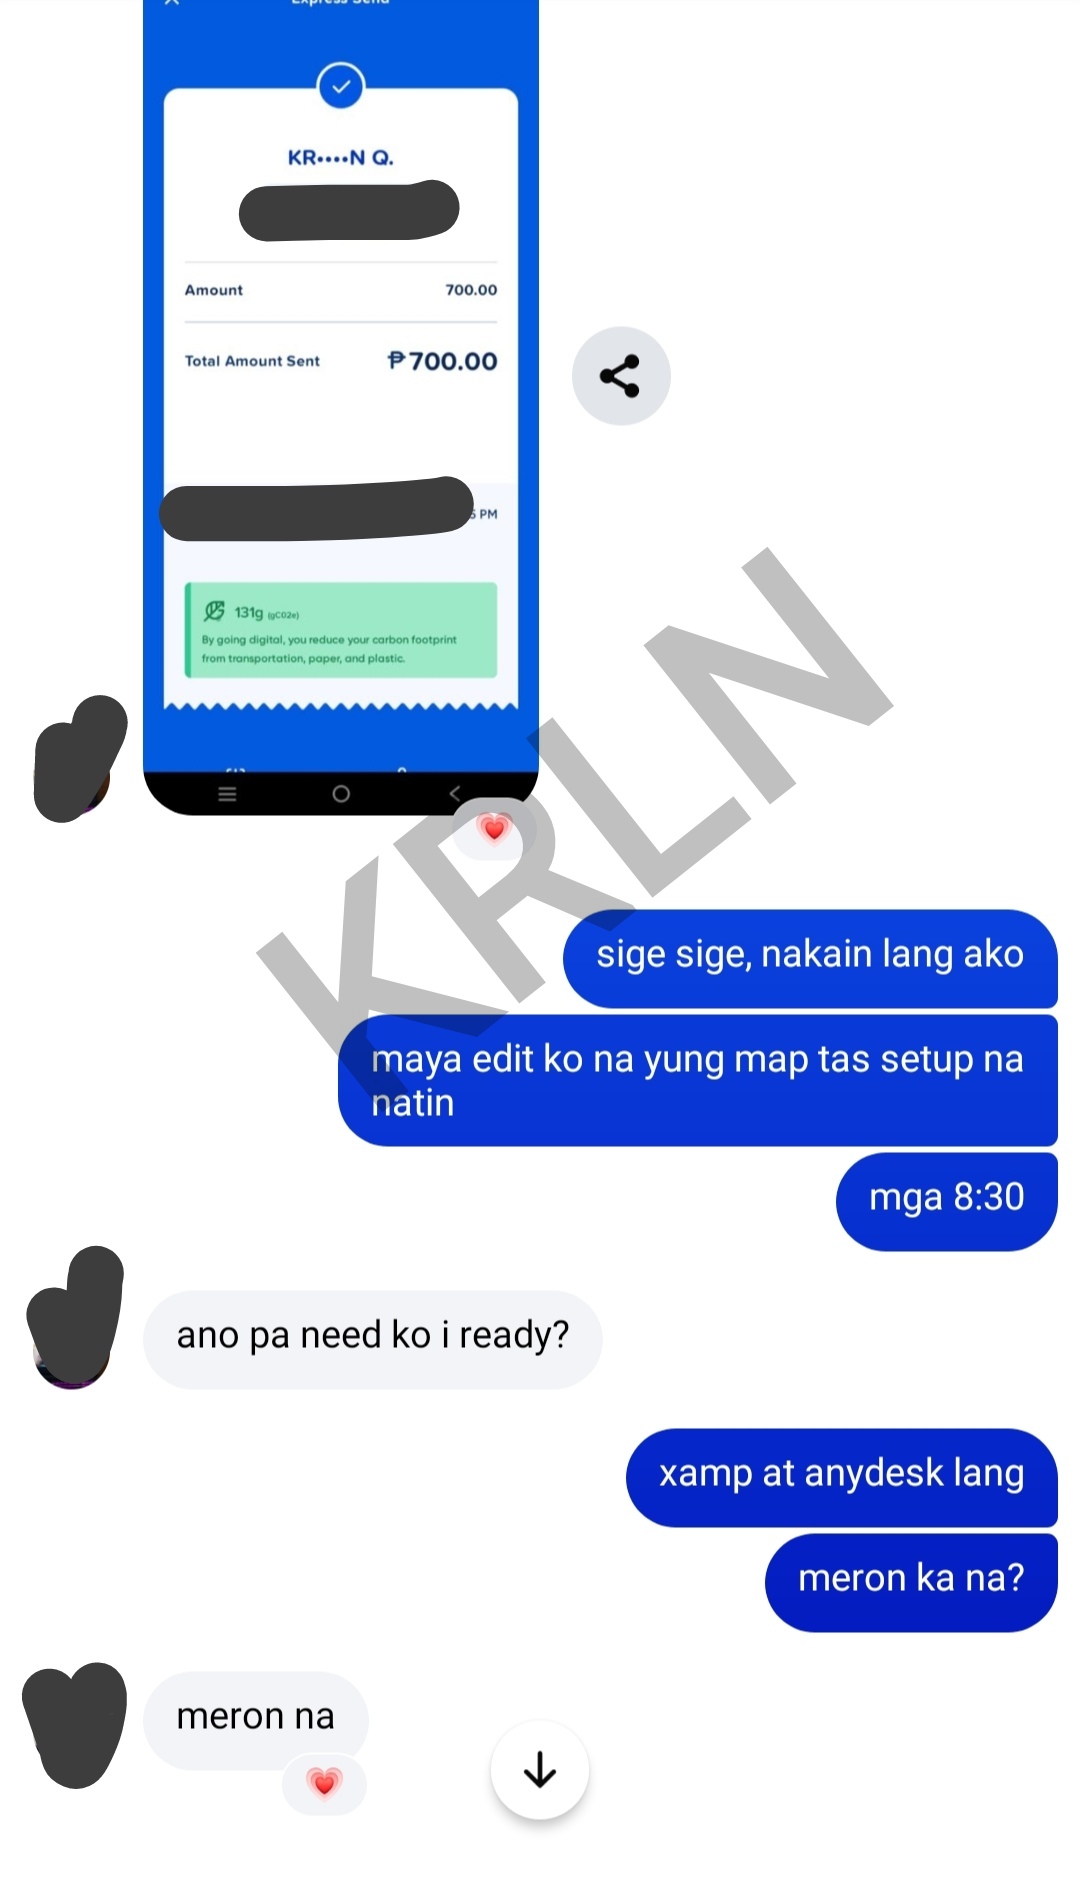 Express Send
KR••••N Q.
Amount 700.00
Total Amount Sent ₱700.00
PM
131g (gCO2e)
By going digital, you reduce your carbon footprint
from transportation, paper, and plastic.
KRLN
sige sige, nakain lang ako
maya edit ko na yung map tas setup na
natin
mga 8:30
ano pa need ko i ready?
xamp at anydesk lang
meron ka na?
meron na